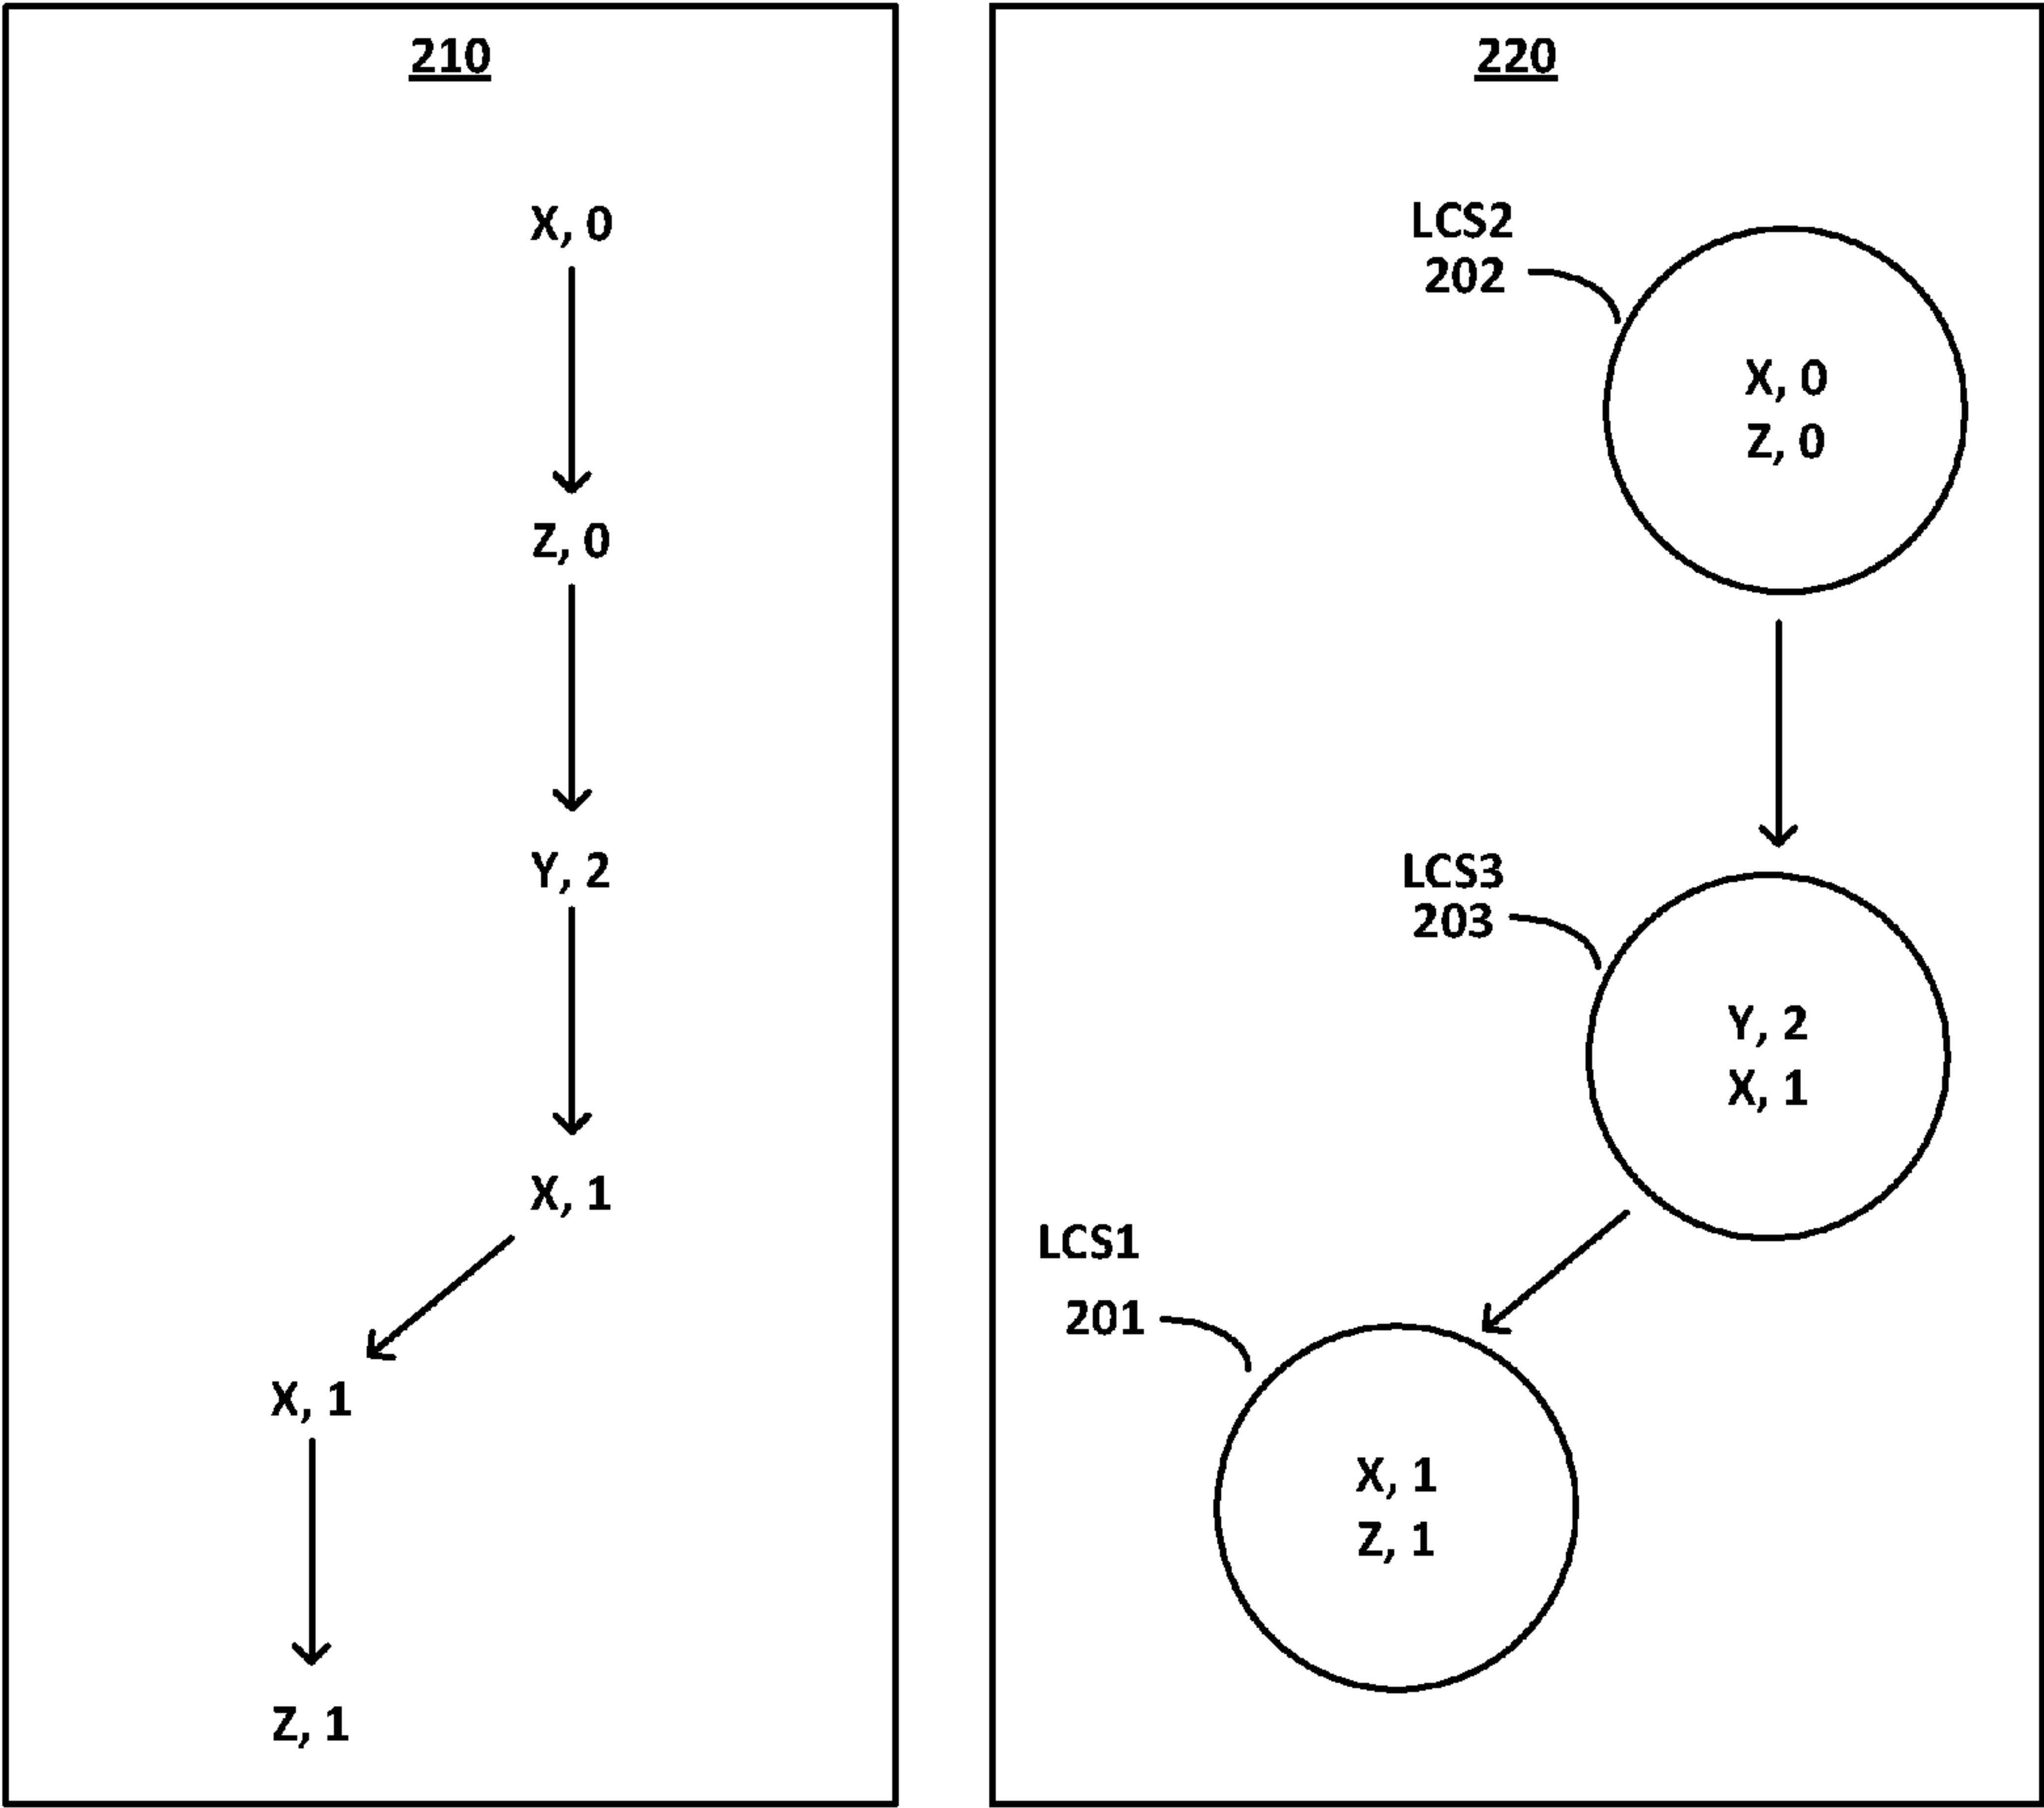 210
X, 0
Z, 0
Y, 2
X, 1
X, 1
Z, 1
220
LCS2
202
X, 0
Z, 0
LCS3
203
Y, 2
X, 1
LCS1
201
X, 1
Z, 1